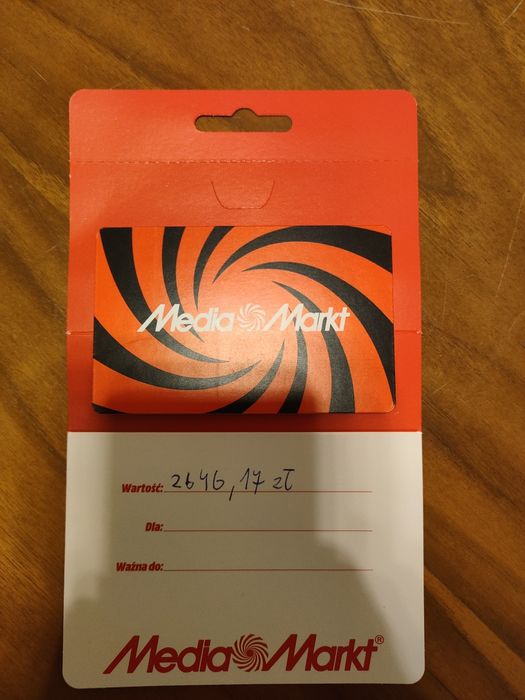 Media Markt
Wartość: 2646,17 zł
Dla:
Ważna do:
Media Markt®